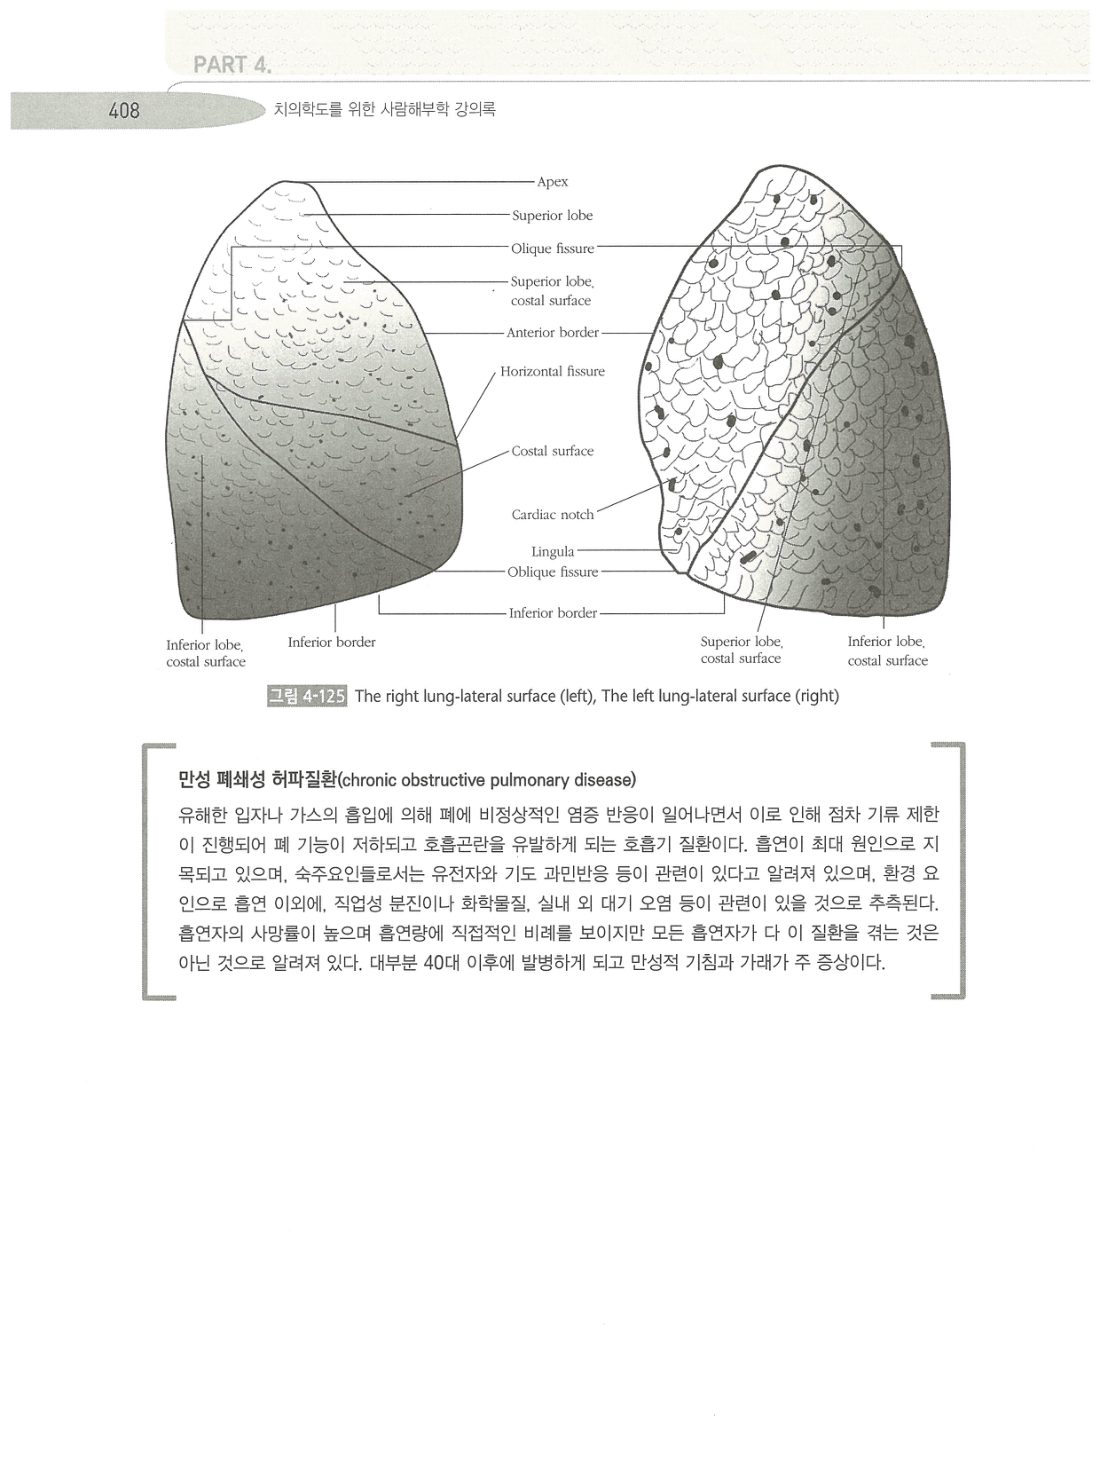 PART 4.
408
치의학도를 위한 사람해부학 강의록
Apex
Superior lobe
Olique fissure
Superior lobe,
costal surface
Anterior border
Horizontal fissure
Costal surface
Cardiac notch
Lingula
Oblique fissure
Inferior border
Inferior lobe,
costal surface
Inferior border
Superior lobe,
costal surface
Inferior lobe,
costal surface
그림 4-125 The right lung-lateral surface (left), The left lung-lateral surface (right)
만성 폐쇄성 허파질환(chronic obstructive pulmonary disease)
유해한 입자나 가스의 흡입에 의해 폐에 비정상적인 염증 반응이 일어나면서 이로 인해 점차 기류 제한
이 진행되어 폐 기능이 저하되고 호흡곤란을 유발하게 되는 호흡기 질환이다. 흡연이 최대 원인으로 지
목되고 있으며, 숙주요인들로서는 유전자와 기도 과민반응 등이 관련이 있다고 알려져 있으며, 환경 요
인으로 흡연 이외에, 직업성 분진이나 화학물질, 실내 외 대기 오염 등이 관련이 있을 것으로 추측된다.
흡연자의 사망률이 높으며 흡연량에 직접적인 비례를 보이지만 모든 흡연자가 다 이 질환을 겪는 것은
아닌 것으로 알려져 있다. 대부분 40대 이후에 발병하게 되고 만성적 기침과 가래가 주 증상이다.